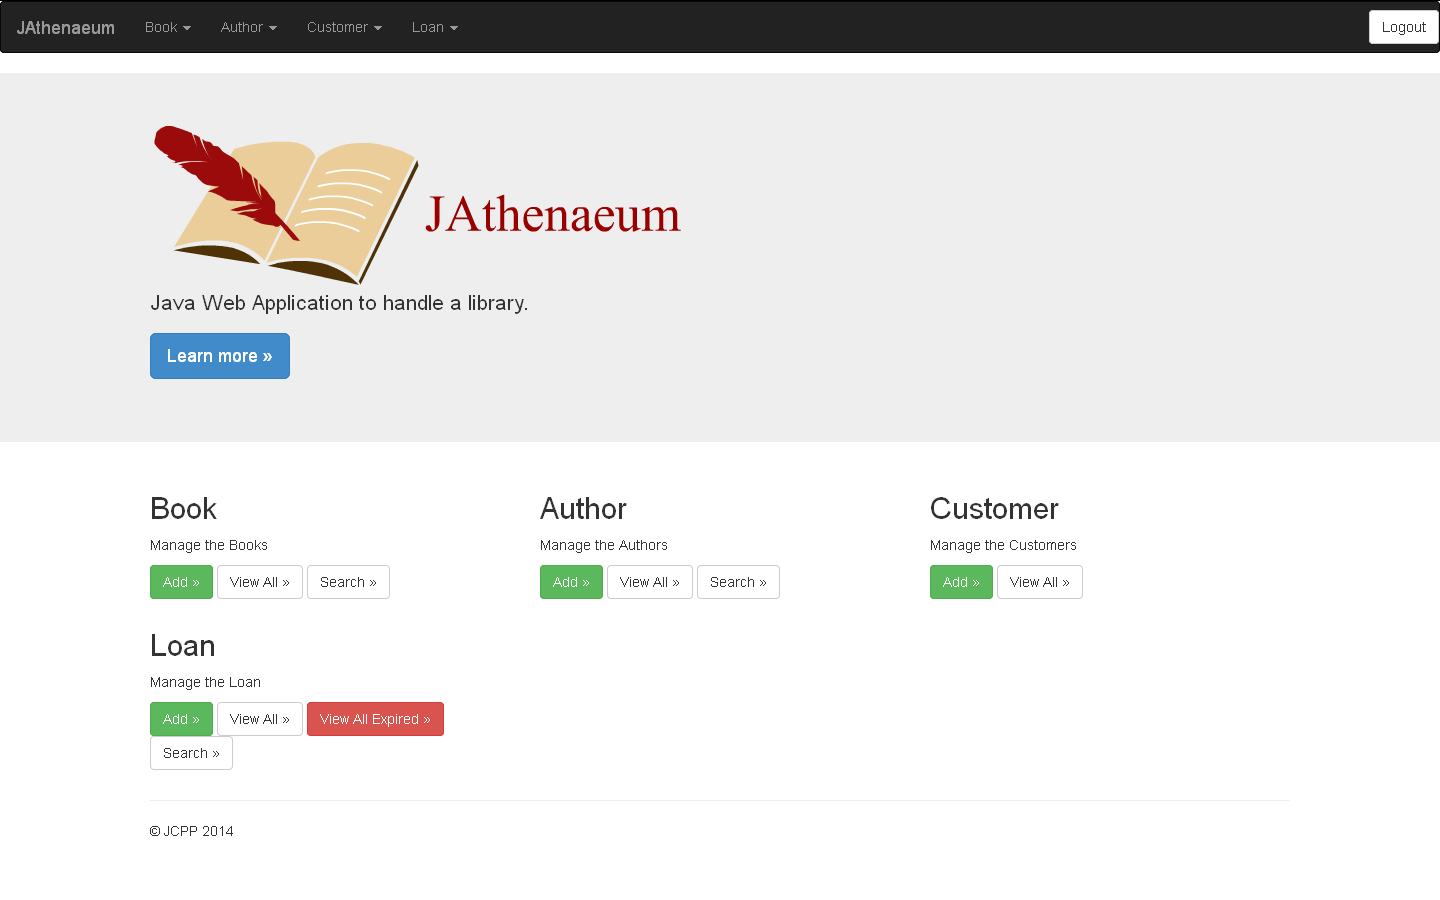 JAthenaeum Book Author Customer Loan Logout
JAthenaeum
Java Web Application to handle a library.
Learn more »
Book Author Customer
Manage the Books Manage the Authors Manage the Customers
Add » View All » Search » Add » View All » Search » Add » View All »
Loan
Manage the Loan
Add » View All » View All Expired »
Search »
© JCPP 2014